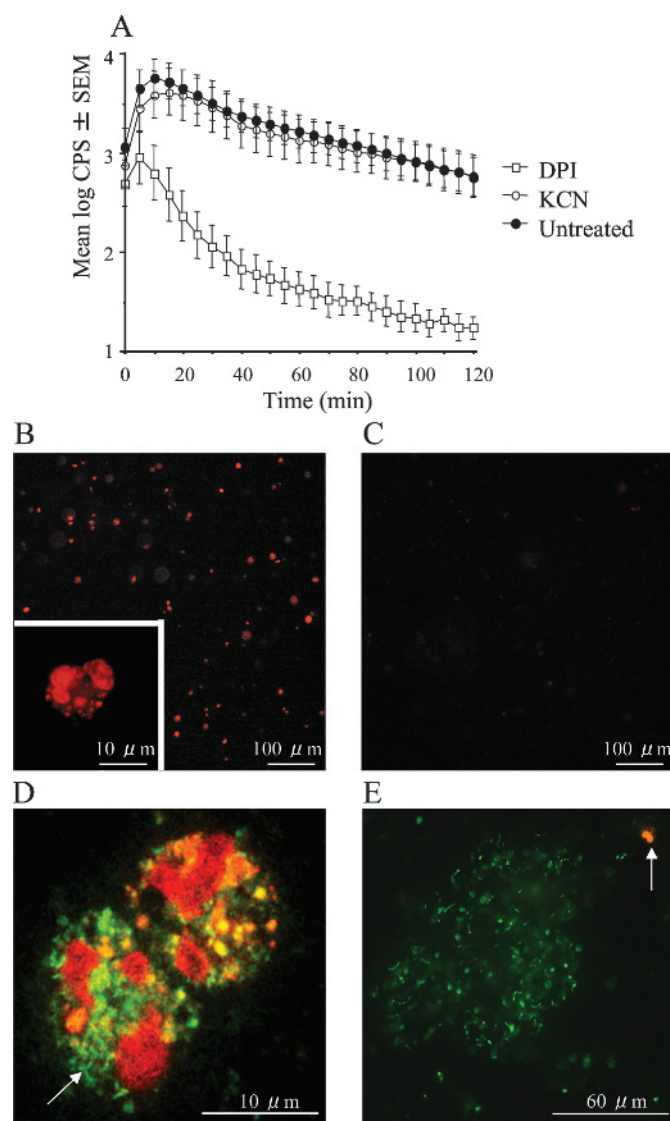 A
Mean log CPS ± SEM
4
3
2
1
0 20 40 60 80 100 120
Time (min)
DPI
KCN
Untreated
B
10 μm
100 μm
C
100 μm
D
10 μm
E
60 μm